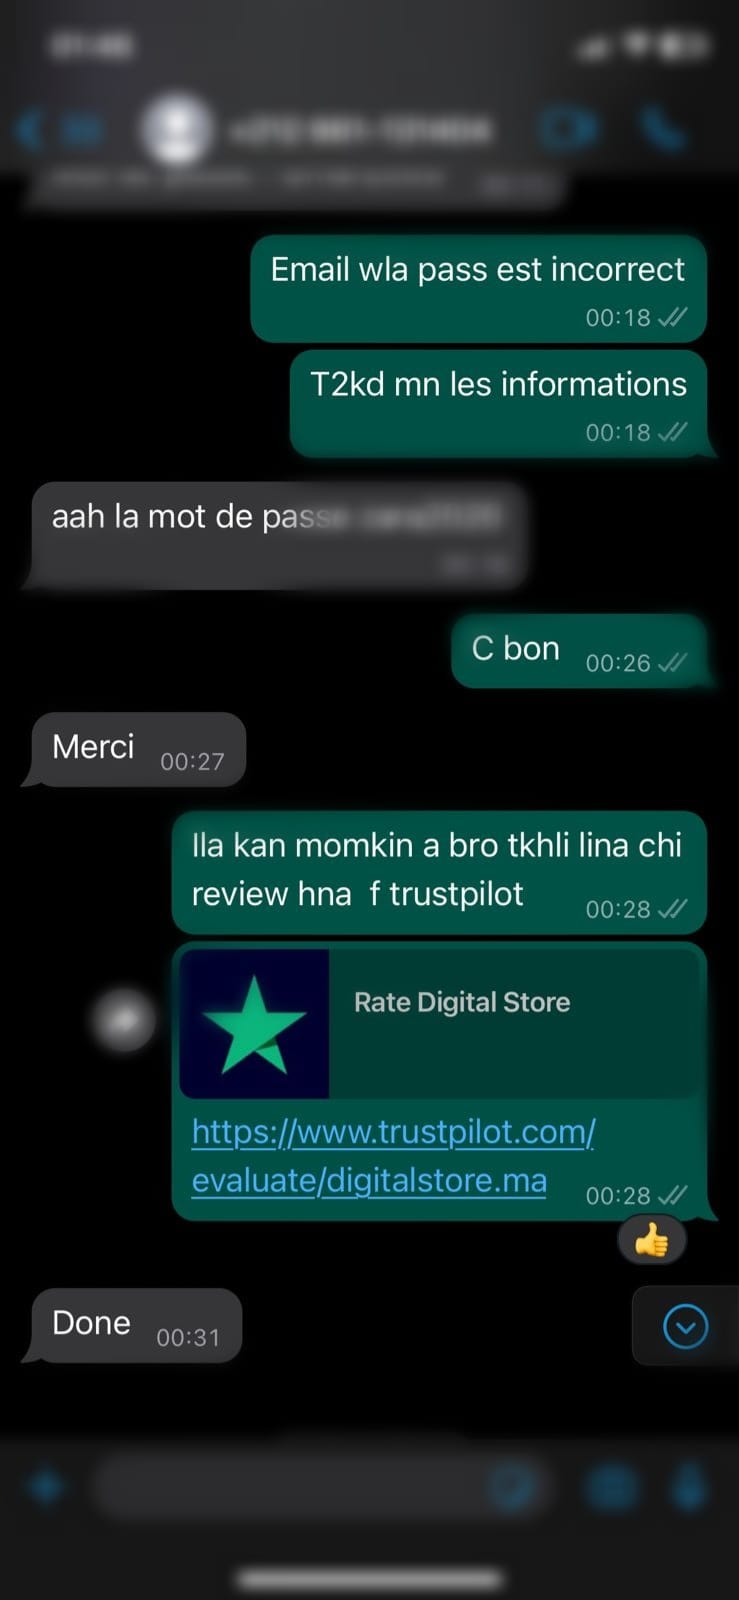 Email wla pass est incorrect
00:18
T2kd mn les informations
00:18
aah la mot de passe
C bon 00:26
Merci 00:27
Ila kan momkin a bro tkhli lina chi
review hna f trustpilot 00:28
Rate Digital Store
https://www.trustpilot.com/
evaluate/digitalstore.ma 00:28
Done 00:31